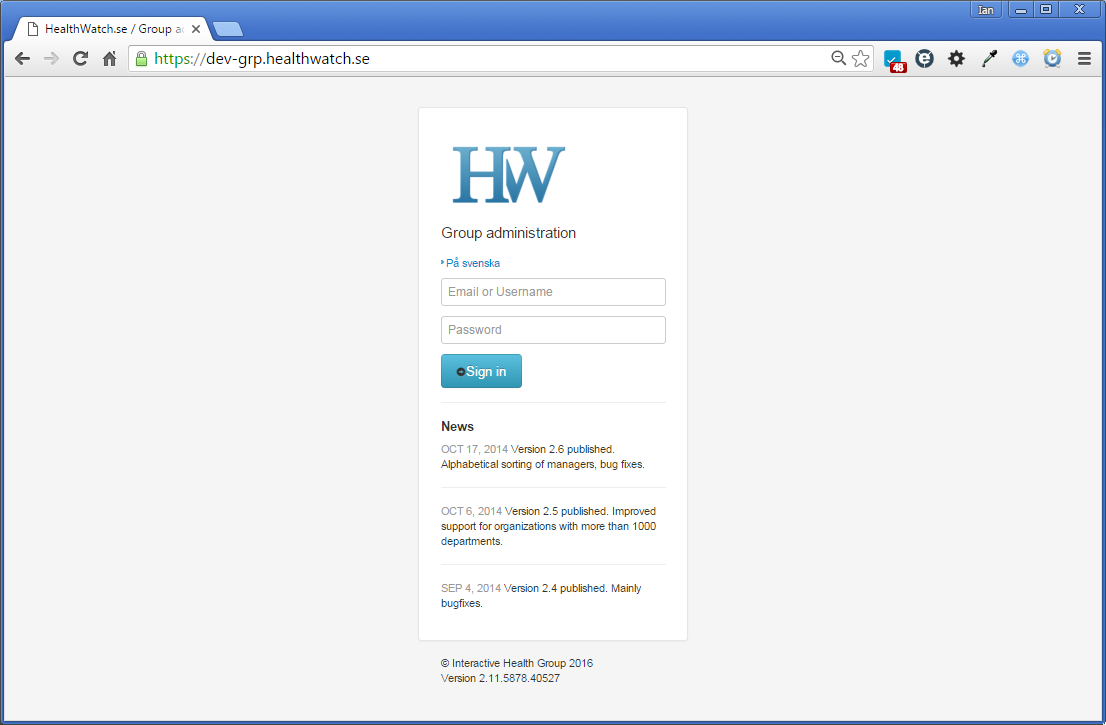 Ian
HealthWatch.se / Group a
https://dev-grp.healthwatch.se
48
HW
Group administration
På svenska
Email or Username
Password
Sign in
News
OCT 17, 2014 Version 2.6 published.
Alphabetical sorting of managers, bug fixes.
OCT 6, 2014 Version 2.5 published. Improved
support for organizations with more than 1000
departments.
SEP 4, 2014 Version 2.4 published. Mainly
bugfixes.
© Interactive Health Group 2016
Version 2.11.5878.40527